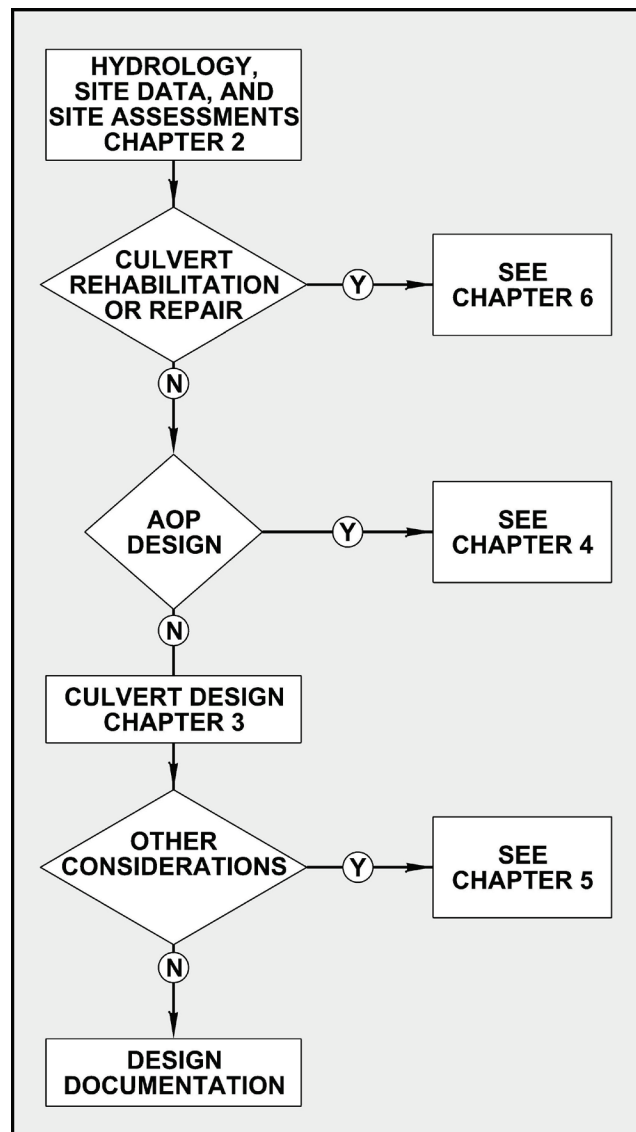 HYDROLOGY,
SITE DATA, AND
SITE ASSESSMENTS
CHAPTER 2
CULVERT
REHABILITATION
OR REPAIR
Y
SEE
CHAPTER 6
N
AOP
DESIGN
Y
SEE
CHAPTER 4
N
CULVERT DESIGN
CHAPTER 3
OTHER
CONSIDERATIONS
Y
SEE
CHAPTER 5
N
DESIGN
DOCUMENTATION